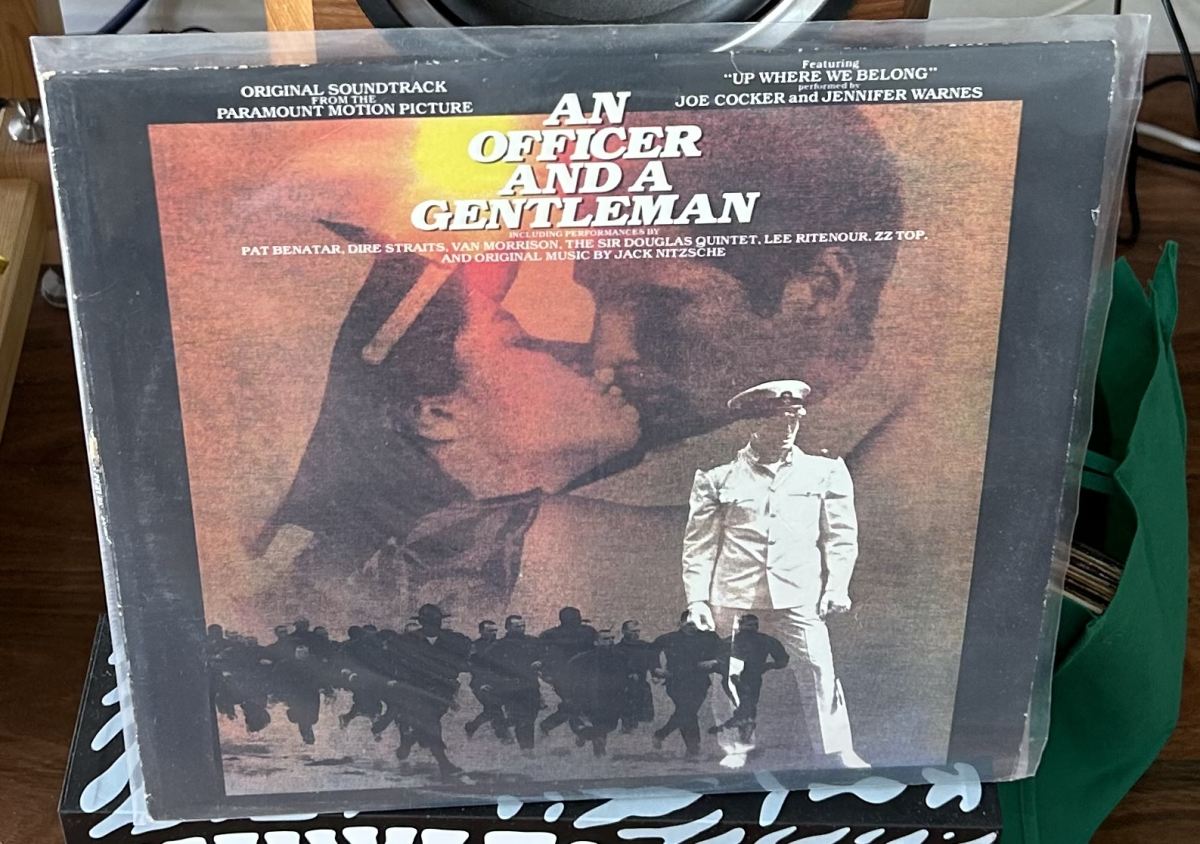 ORIGINAL SOUNDTRACK
FROM THE
PARAMOUNT MOTION PICTURE
Featuring
"UP WHERE WE BELONG"
performed by
JOE COCKER and JENNIFER WARNES
AN
OFFICER
AND A
GENTLEMAN
INCLUDING PERFORMANCES BY
PAT BENATAR, DIRE STRAITS, VAN MORRISON, THE SIR DOUGLAS QUINTET, LEE RITENOUR, ZZ TOP.
AND ORIGINAL MUSIC BY JACK NITZSCHE